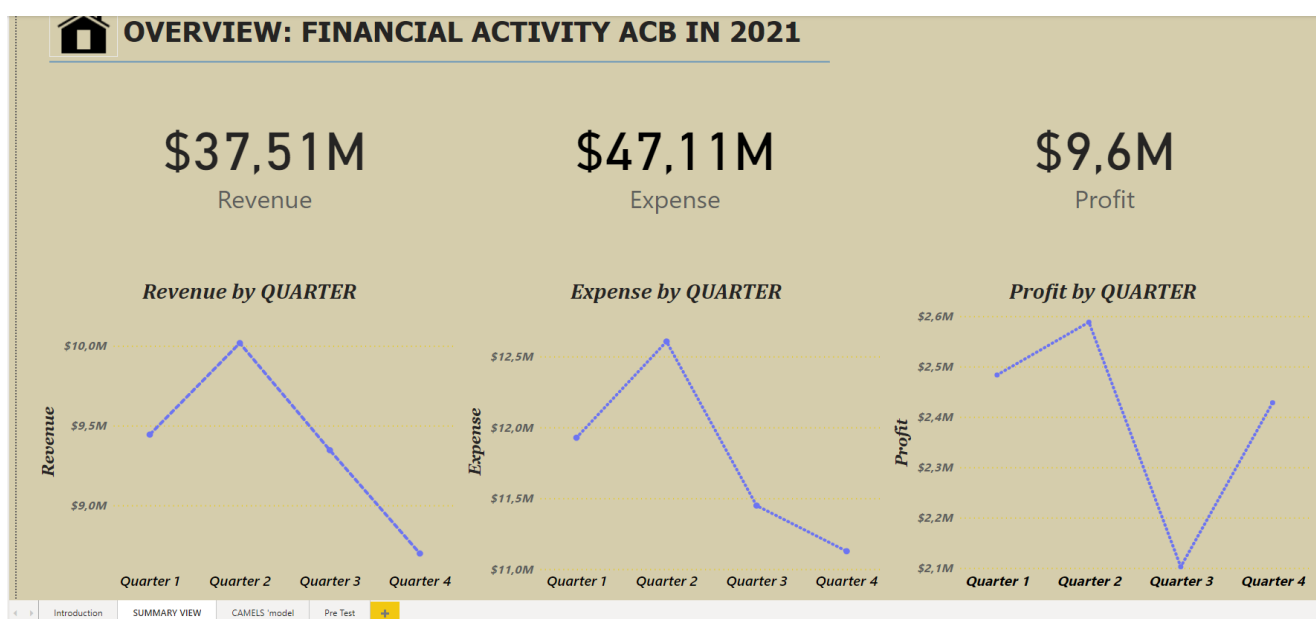 OVERVIEW: FINANCIAL ACTIVITY ACB IN 2021
$37,51M
Revenue
$47,11M
Expense
$9,6M
Profit
Revenue by QUARTER
$10,0M
$9,5M
$9,0M
Revenue
Quarter 1 Quarter 2 Quarter 3 Quarter 4
Expense by QUARTER
$12,5M
$12,0M
$11,5M
$11,0M
Expense
Quarter 1 Quarter 2 Quarter 3 Quarter 4
Profit by QUARTER
$2,6M
$2,5M
$2,4M
$2,3M
$2,2M
$2,1M
Profit
Quarter 1 Quarter 2 Quarter 3 Quarter 4
Introduction SUMMARY VIEW CAMELS 'model Pre Test +